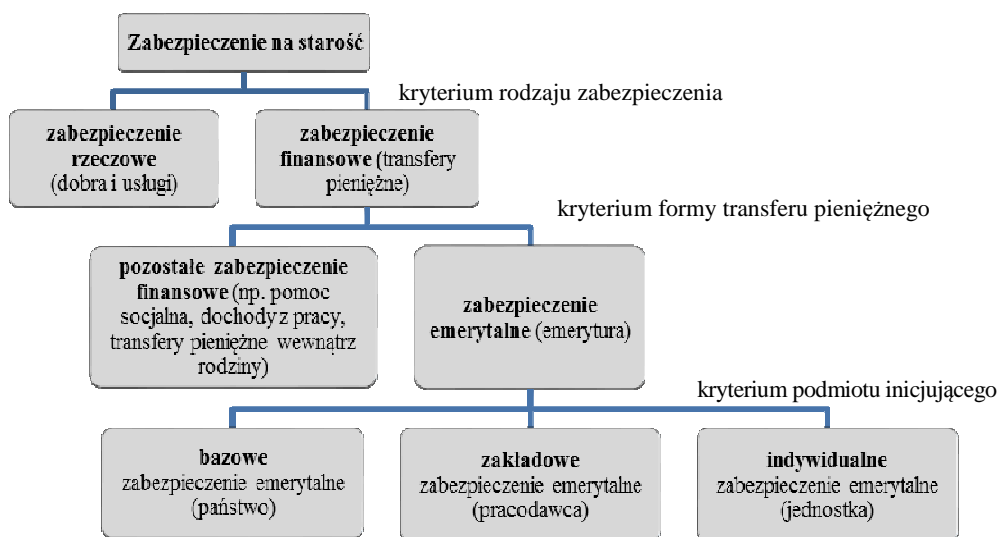 Zabezpieczenie na starość
kryterium rodzaju zabezpieczenia
zabezpieczenie
rzeczowe
(dobra i usługi)
zabezpieczenie
finansowe (transfery
pieniężne)
kryterium formy transferu pieniężnego
pozostałe zabezpieczenie
finansowe (np. pomoc
socjalna, dochody z pracy,
transfery pieniężne wewnątrz
rodziny)
zabezpieczenie
emerytalne (emerytura)
kryterium podmiotu inicjującego
bazowe
zabezpieczenie emerytalne
(państwo)
zakładowe
zabezpieczenie emerytalne
(pracodawca)
indywidualne
zabezpieczenie emerytalne
(jednostka)